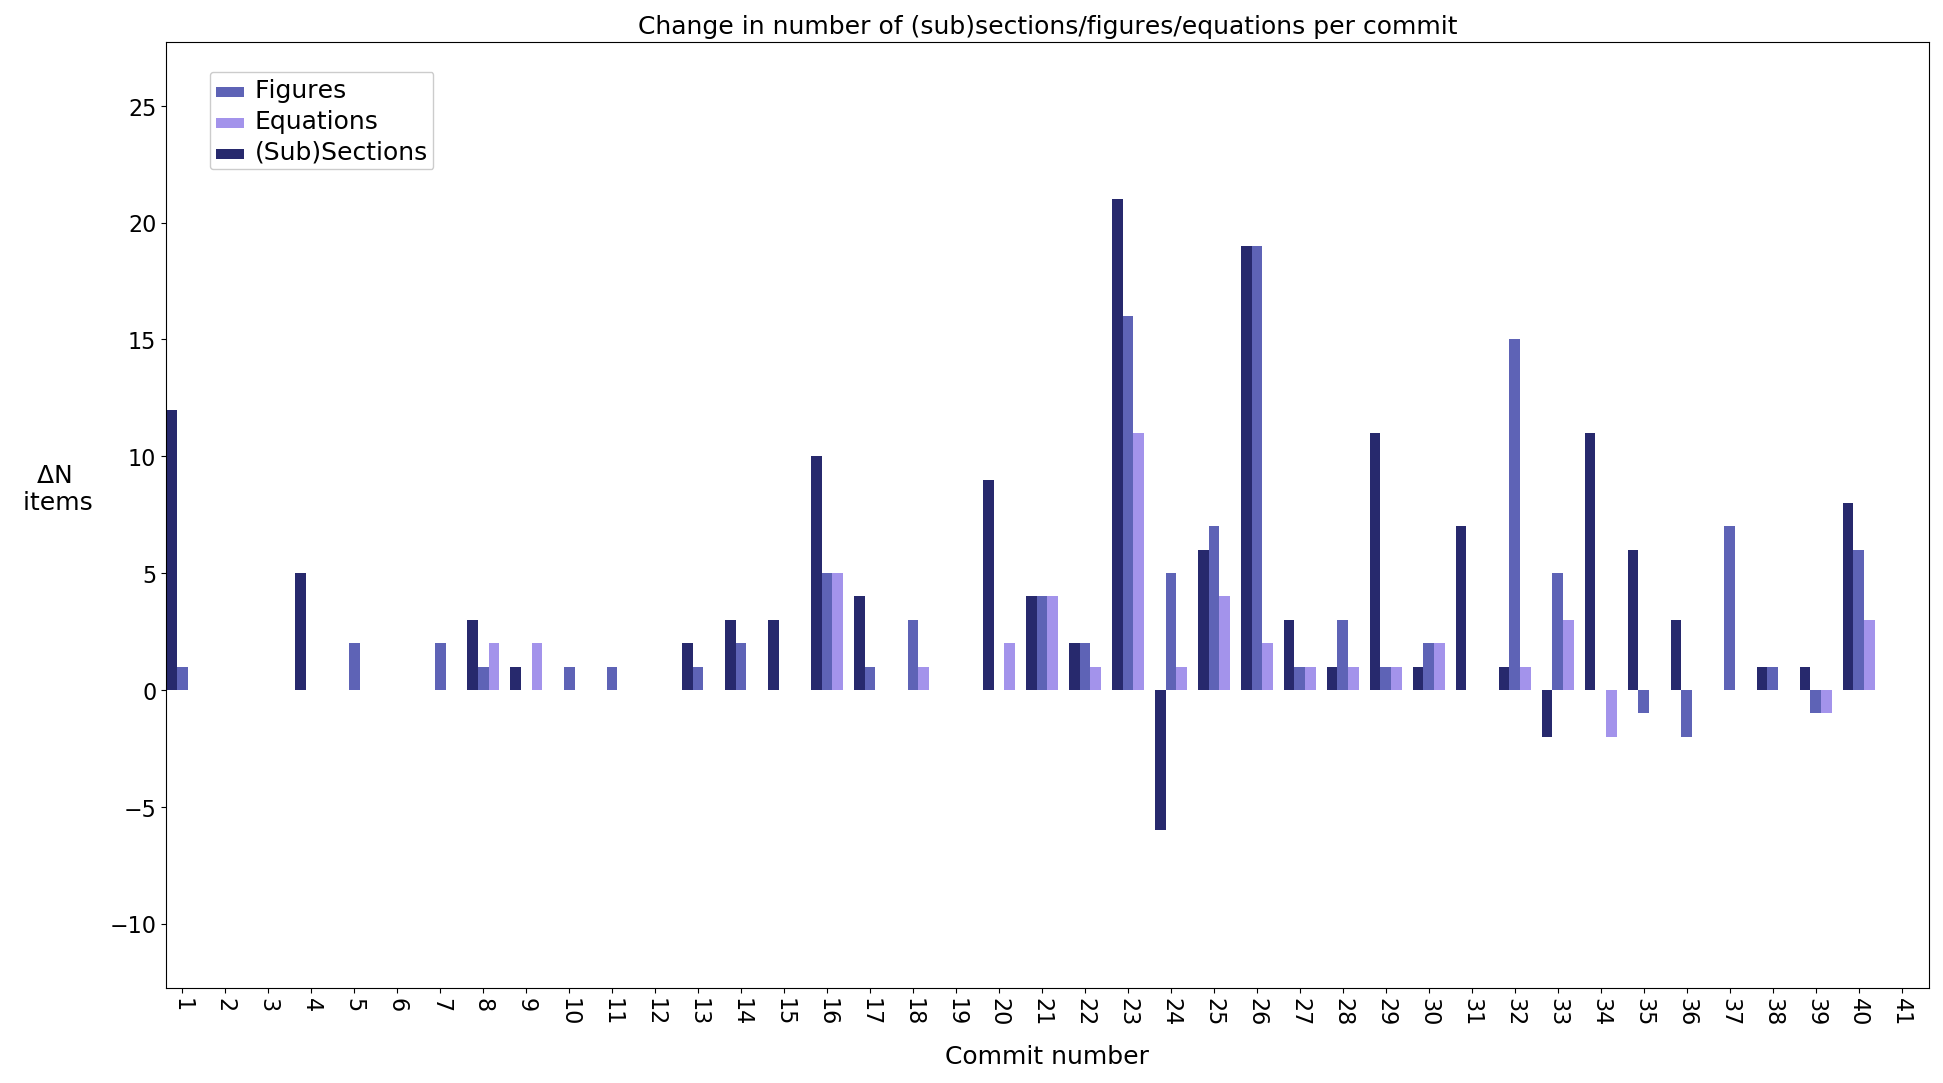 Change in number of (sub)sections/figures/equations per commit
Figures
Equations
(Sub)Sections
25
20
15
10
5
0
−5
−10
ΔN
items
1 2 3 4 5 6 7 8 9 10 11 12 13 14 15 16 17 18 19 20 21 22 23 24 25 26 27 28 29 30 31 32 33 34 35 36 37 38 39 40 41
Commit number